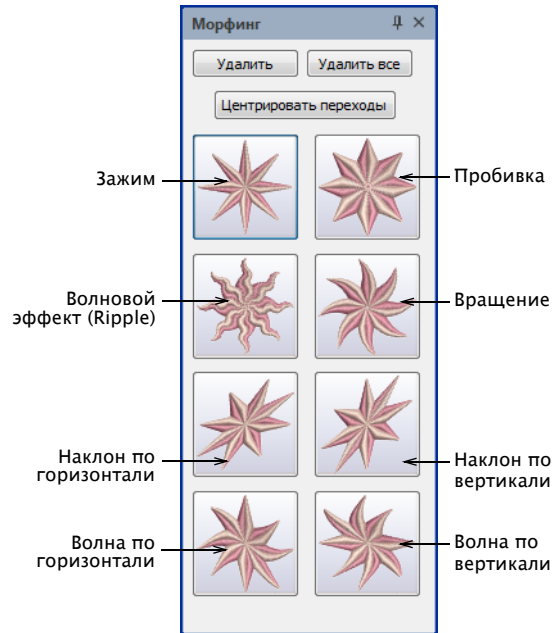 Морфинг
Удалить
Удалить все
Центрировать переходы
Зажим
Пробивка
Волновой
эффект (Ripple)
Вращение
Наклон по
горизонтали
Наклон по
вертикали
Волна по
горизонтали
Волна по
вертикали